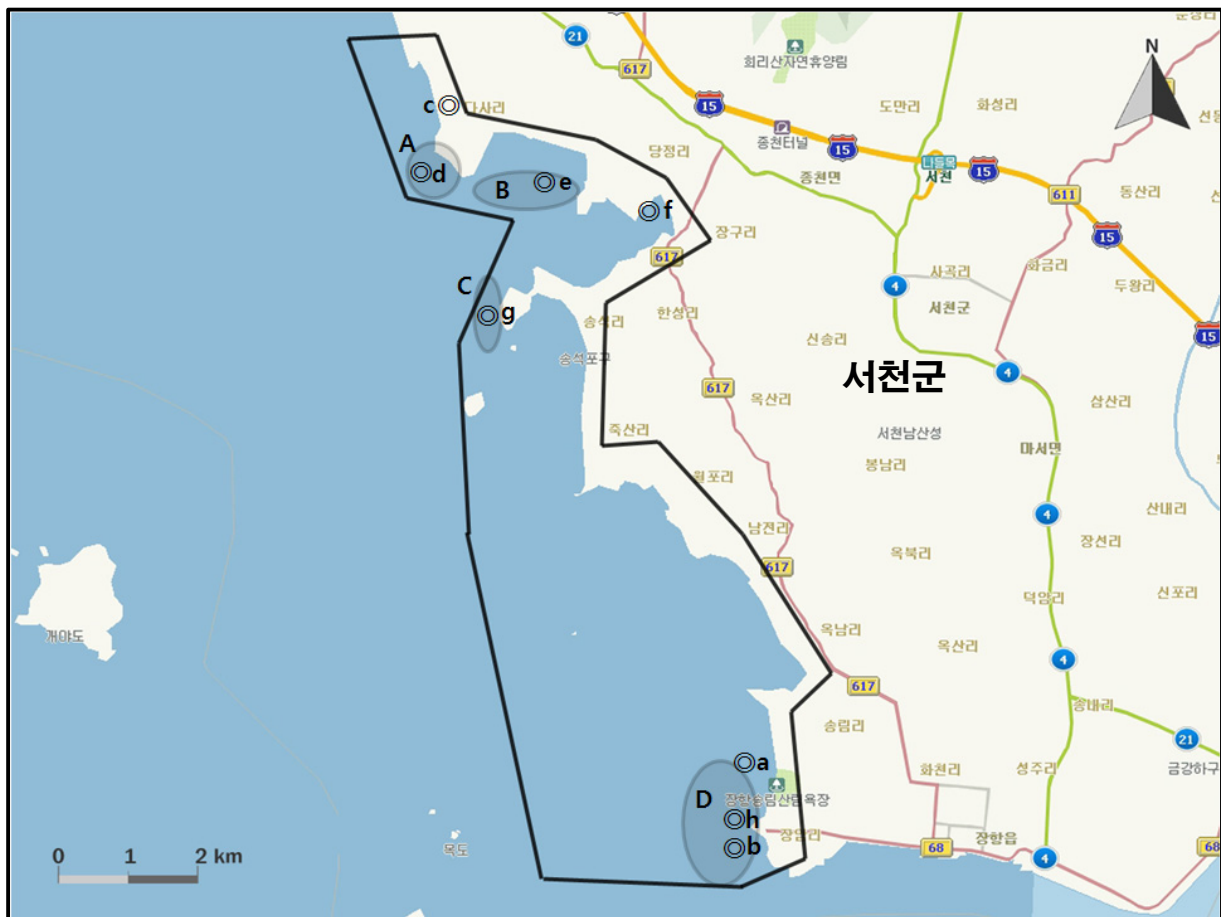 21
희리산자연휴양림
N
617
15
도만리
화성리
c
다사리
종천터널
당정리
15
A
나들목
서천
15
종천면
d
B
e
611
동산리
f
장구리
15
617
사곡리
화금리
두왕리
C
4
g
서천군
송석리
한성리
신송리
15
송석포구
서천군
4
617
옥산리
삼산리
죽산리
서천남산성
마서면
봉남리
월포리
4
산내리
남전리
옥북리
장선리
617
덕암리
신포리
개야도
옥남리
옥산리
4
617
송내리
송림리
21
a
화천리
성주리
금강하구
D
장항송림산림욕장
h
장암리
b
68
장항읍
4
68
옥도
0 1 2 km